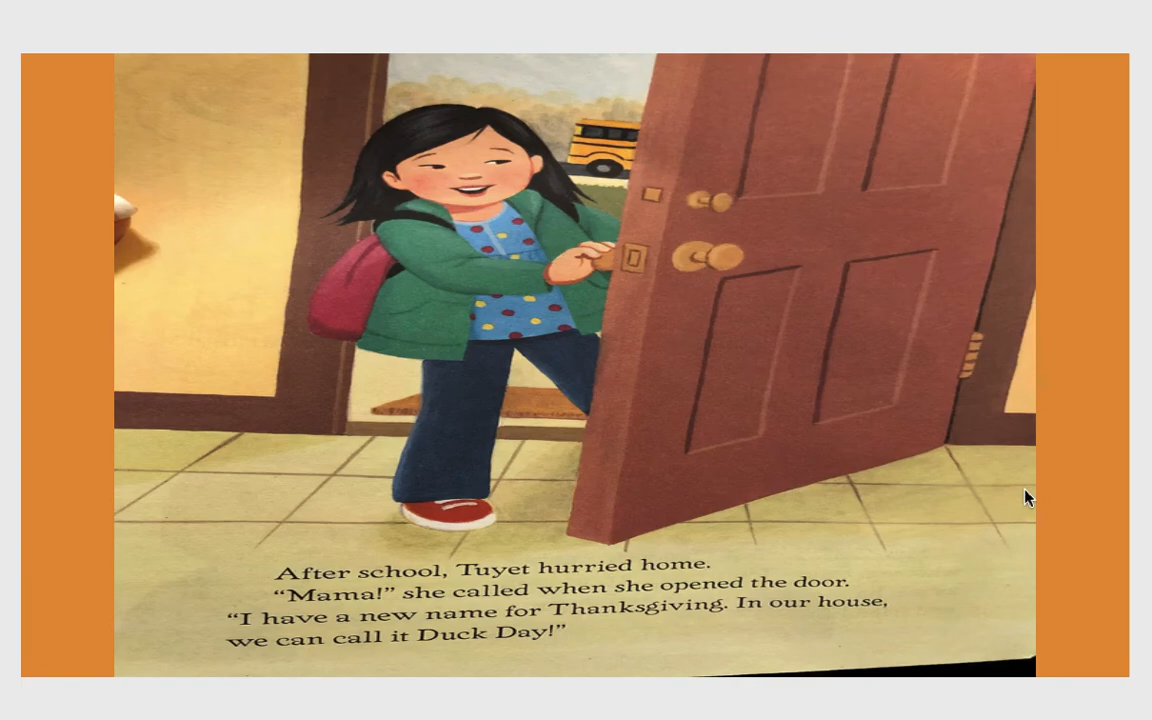 After school, Tuyet hurried home.
“Mama!” she called when she opened the door.
“I have a new name for Thanksgiving. In our house,
we can call it Duck Day!”